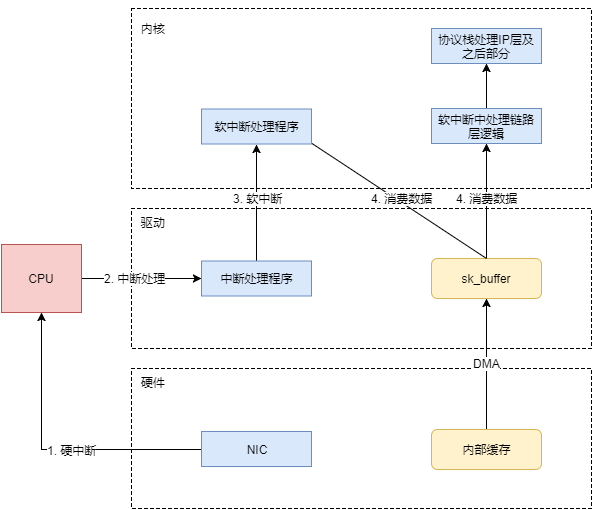 内核
协议栈处理IP层及
之后部分
软中断处理程序
软中断中处理链路
层逻辑
3. 软中断
4. 消费数据
4. 消费数据
驱动
CPU
2. 中断处理
中断处理程序
sk_buffer
DMA
硬件
1. 硬中断
NIC
内部缓存